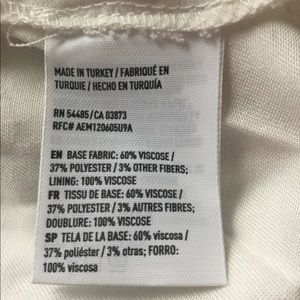 MADE IN TURKEY / FABRIQUÉ EN
TURQUIE / HECHO EN TURQUÍA
RN 54485/CA 03873
RFC# AEM120605U9A
EN BASE FABRIC: 60% VISCOSE /
37% POLYESTER / 3% OTHER FIBERS;
LINING: 100% VISCOSE
FR TISSU DE BASE: 60% VISCOSE /
37% POLYESTER / 3% AUTRES FIBRES;
DOUBLURE: 100% VISCOSE
SP TELA DE LA BASE: 60% viscosa /
37% poliéster / 3% otras; FORRO:
100% viscosa